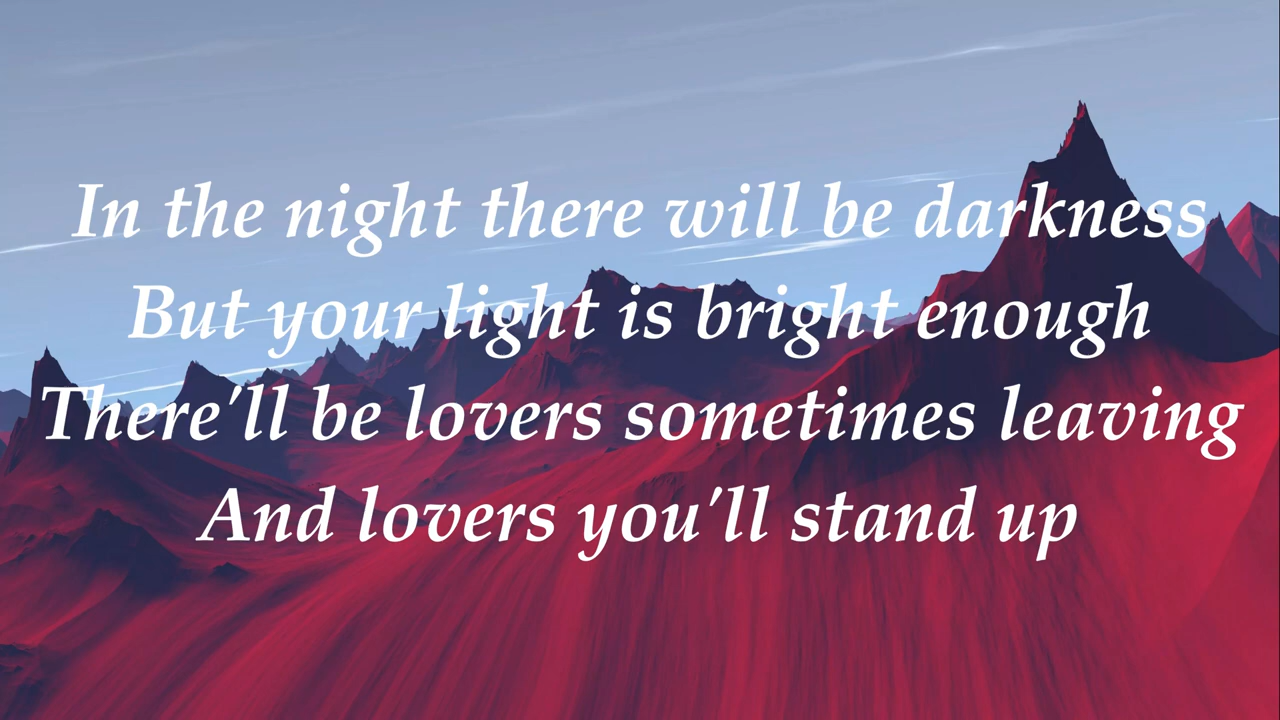 In the night there will be darkness
But your light is bright enough
There'll be lovers sometimes leaving
And lovers you'll stand up